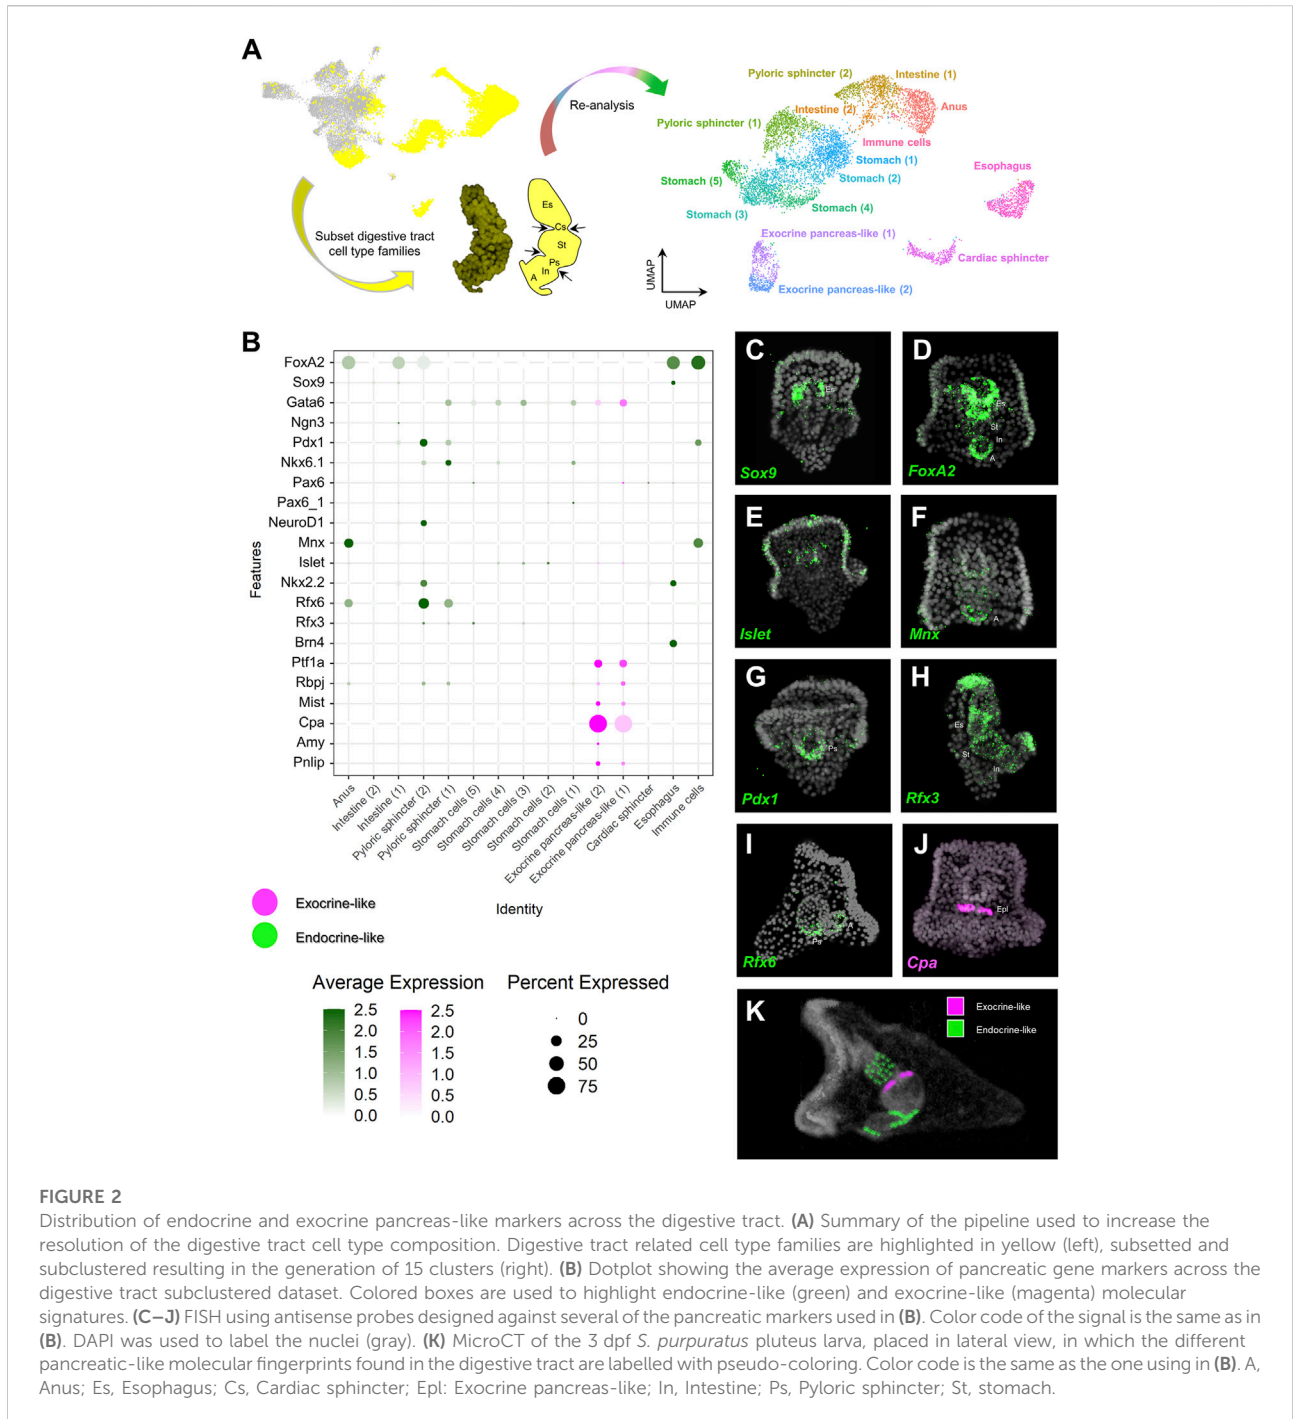 A
Re-analysis
Subset digestive tract
cell type families
Es
Cs
St
Ps
In
A
Pyloric sphincter (2)
Intestine (1)
Intestine (2)
Anus
Pyloric sphincter (1)
Immune cells
Stomach (1)
Esophagus
Stomach (5)
Stomach (2)
Stomach (3)
Stomach (4)
Exocrine pancreas-like (1)
Cardiac sphincter
Exocrine pancreas-like (2)
UMAP
UMAP
B
Features
FoxA2
Sox9
Gata6
Ngn3
Pdx1
Nkx6.1
Pax6
Pax6_1
NeuroD1
Mnx
Islet
Nkx2.2
Rfx6
Rfx3
Brn4
Ptf1a
Rbpj
Mist
Cpa
Amy
Pnlip
Anus
Intestine (2)
Intestine (1)
Pyloric sphincter (2)
Pyloric sphincter (1)
Stomach cells (5)
Stomach cells (4)
Stomach cells (3)
Stomach cells (2)
Stomach cells (1)
Exocrine pancreas-like (2)
Exocrine pancreas-like (1)
Cardiac sphincter
Esophagus
Immune cells
Identity
Exocrine-like
Endocrine-like
Average Expression
2.5 2.5
2.0 2.0
1.5 1.5
1.0 1.0
0.5 0.5
0.0 0.0
Percent Expressed
0
25
50
75
C
Es
Sox9
D
Es
St
In
A
FoxA2
E
Islet
F
A
Mnx
G
Ps
Pdx1
H
Es
St
In
Rfx3
I
A
Ps
Rfx6
J
Epl
Cpa
K
Exocrine-like
Endocrine-like
FIGURE 2
Distribution of endocrine and exocrine pancreas-like markers across the digestive tract. (A) Summary of the pipeline used to increase the
resolution of the digestive tract cell type composition. Digestive tract related cell type families are highlighted in yellow (left), subsetted and
subclustered resulting in the generation of 15 clusters (right). (B) Dotplot showing the average expression of pancreatic gene markers across the
digestive tract subclustered dataset. Colored boxes are used to highlight endocrine-like (green) and exocrine-like (magenta) molecular
signatures. (C–J) FISH using antisense probes designed against several of the pancreatic markers used in (B). Color code of the signal is the same as in
(B). DAPI was used to label the nuclei (gray). (K) MicroCT of the 3 dpf S. purpuratus pluteus larva, placed in lateral view, in which the different
pancreatic-like molecular fingerprints found in the digestive tract are labelled with pseudo-coloring. Color code is the same as the one using in (B). A,
Anus; Es, Esophagus; Cs, Cardiac sphincter; Epl: Exocrine pancreas-like; In, Intestine; Ps, Pyloric sphincter; St, stomach.